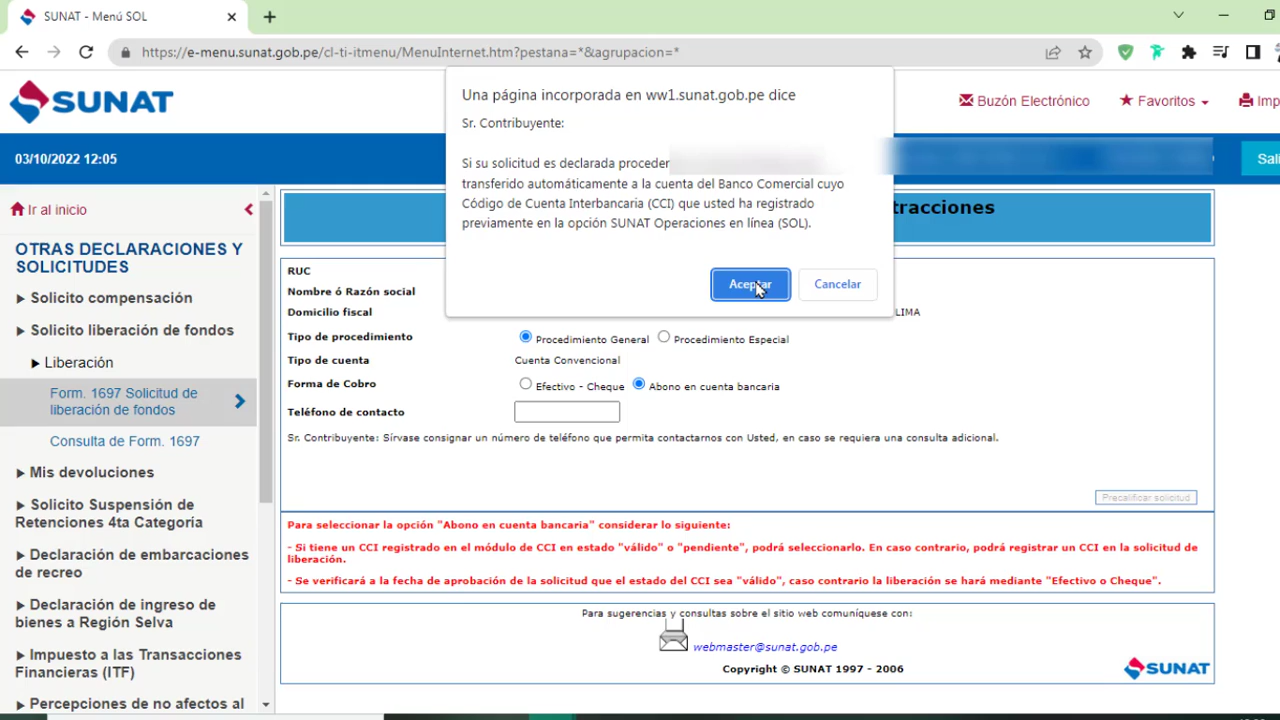 SUNAT - Menú SOL
https://e-menu.sunat.gob.pe/cl-ti-itmenu/MenuInternet.htm?pestana=*&agrupacion=*
SUNAT
Buzón Electrónico
Favoritos
03/10/2022 12:05
Una página incorporada en ww1.sunat.gob.pe dice
Sr. Contribuyente:
Si su solicitud es declarada
transferido automáticamente a la cuenta del Banco Comercial cuyo
Código de Cuenta Interbancaria (CCI) que usted ha registrado
previamente en la opción SUNAT Operaciones en línea (SOL).
Aceptar
Cancelar
Ir al inicio
OTRAS DECLARACIONES Y
SOLICITUDES
Solicito compensación
Solicito liberación de fondos
Liberación
Form. 1697 Solicitud de
liberación de fondos
Consulta de Form. 1697
Mis devoluciones
Solicito Suspensión de
Retenciones 4ta Categoría
Declaración de embarcaciones
de recreo
Declaración de ingreso de
bienes a Región Selva
Impuesto a las Transacciones
Financieras (ITF)
Percepciones de no afectos al
RUC
Nombre ó Razón social
Domicilio fiscal LIMA
Tipo de procedimiento Procedimiento General Procedimiento Especial
Tipo de cuenta Cuenta Convencional
Forma de Cobro Efectivo - Cheque Abono en cuenta bancaria
Teléfono de contacto
Sr. Contribuyente: Sírvase consignar un número de teléfono que permita contactarnos con Usted, en caso se requiera una consulta adicional.
Precalificar solicitud
Para seleccionar la opción "Abono en cuenta bancaria" considerar lo siguiente:
- Si tiene un CCI registrado en el módulo de CCI en estado "válido" o "pendiente", podrá seleccionarlo. En caso contrario, podrá registrar un CCI en la solicitud de
liberación.
- Se verificará a la fecha de aprobación de la solicitud que el estado del CCI sea "válido", caso contrario la liberación se hará mediante "Efectivo o Cheque".
Para sugerencias y consultas sobre el sitio web comuníquese con:
webmaster@sunat.gob.pe
Copyright © SUNAT 1997 - 2006
SUNAT